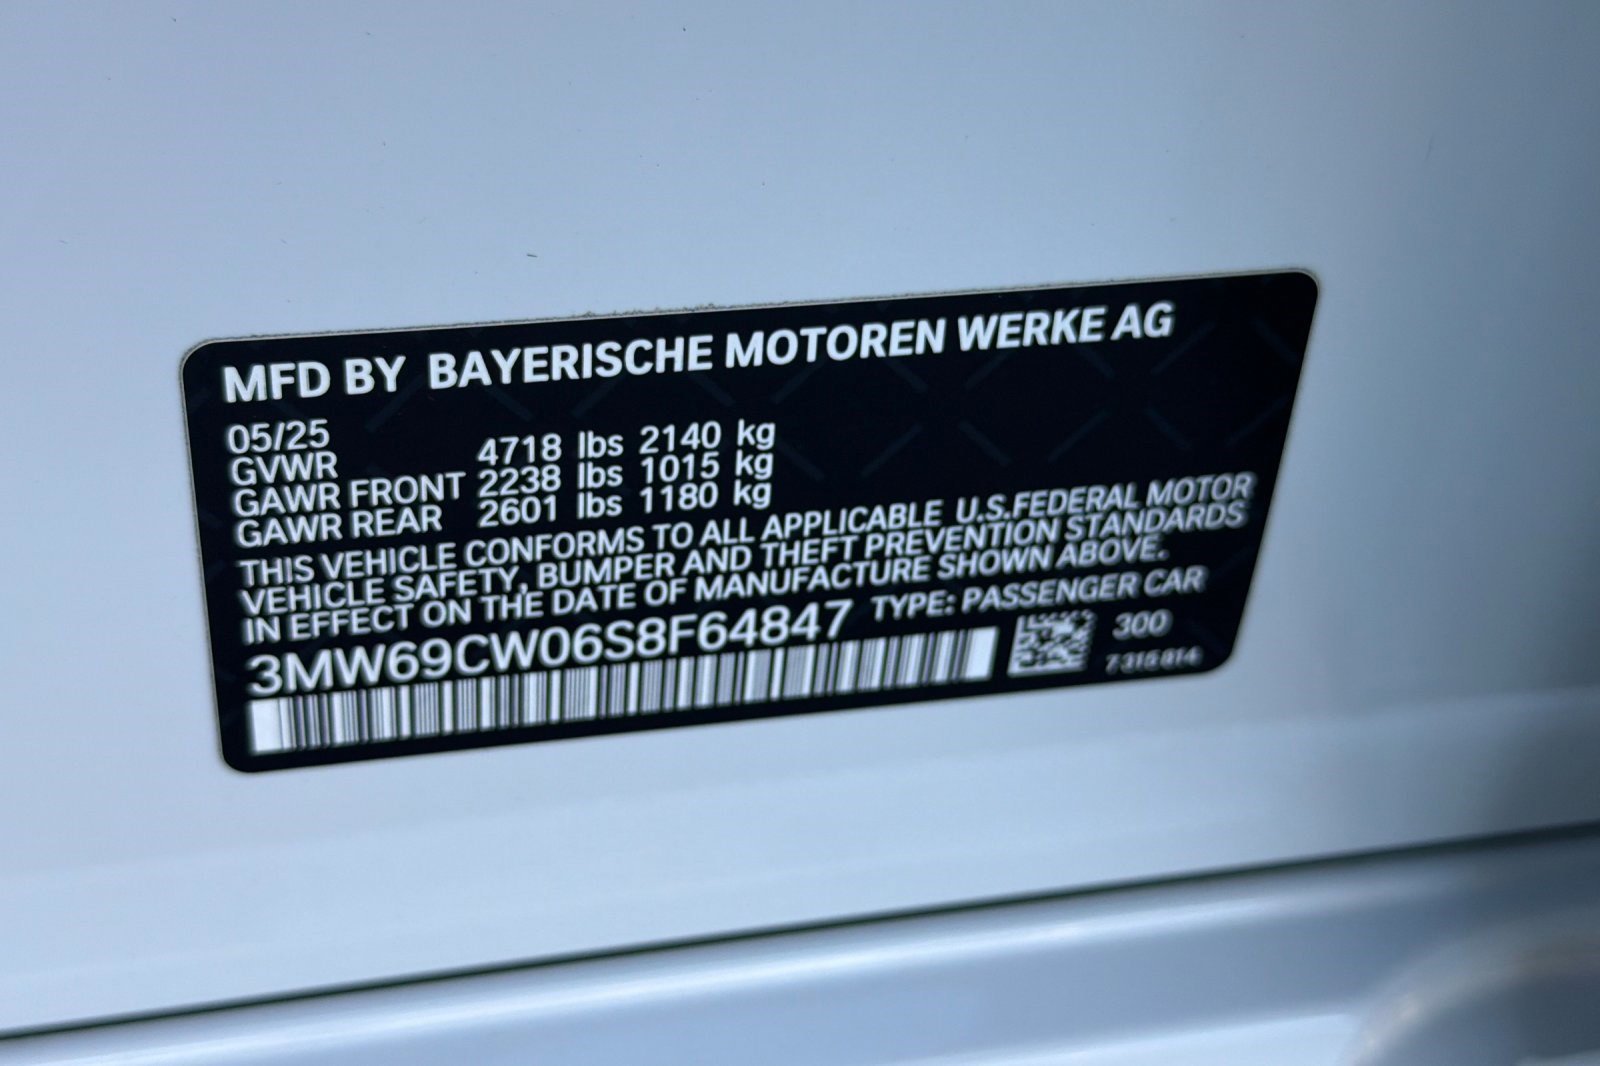 MFD BY BAYERISCHE MOTOREN WERKE AG
05/25
GVWR 4718 lbs 2140 kg
GAWR FRONT 2238 lbs 1015 kg
GAWR REAR 2601 lbs 1180 kg
THIS VEHICLE CONFORMS TO ALL APPLICABLE U.S.FEDERAL MOTOR
VEHICLE SAFETY, BUMPER AND THEFT PREVENTION STANDARDS
IN EFFECT ON THE DATE OF MANUFACTURE SHOWN ABOVE.
3MW69CW06S8F64847 TYPE: PASSENGER CAR
300
7316814